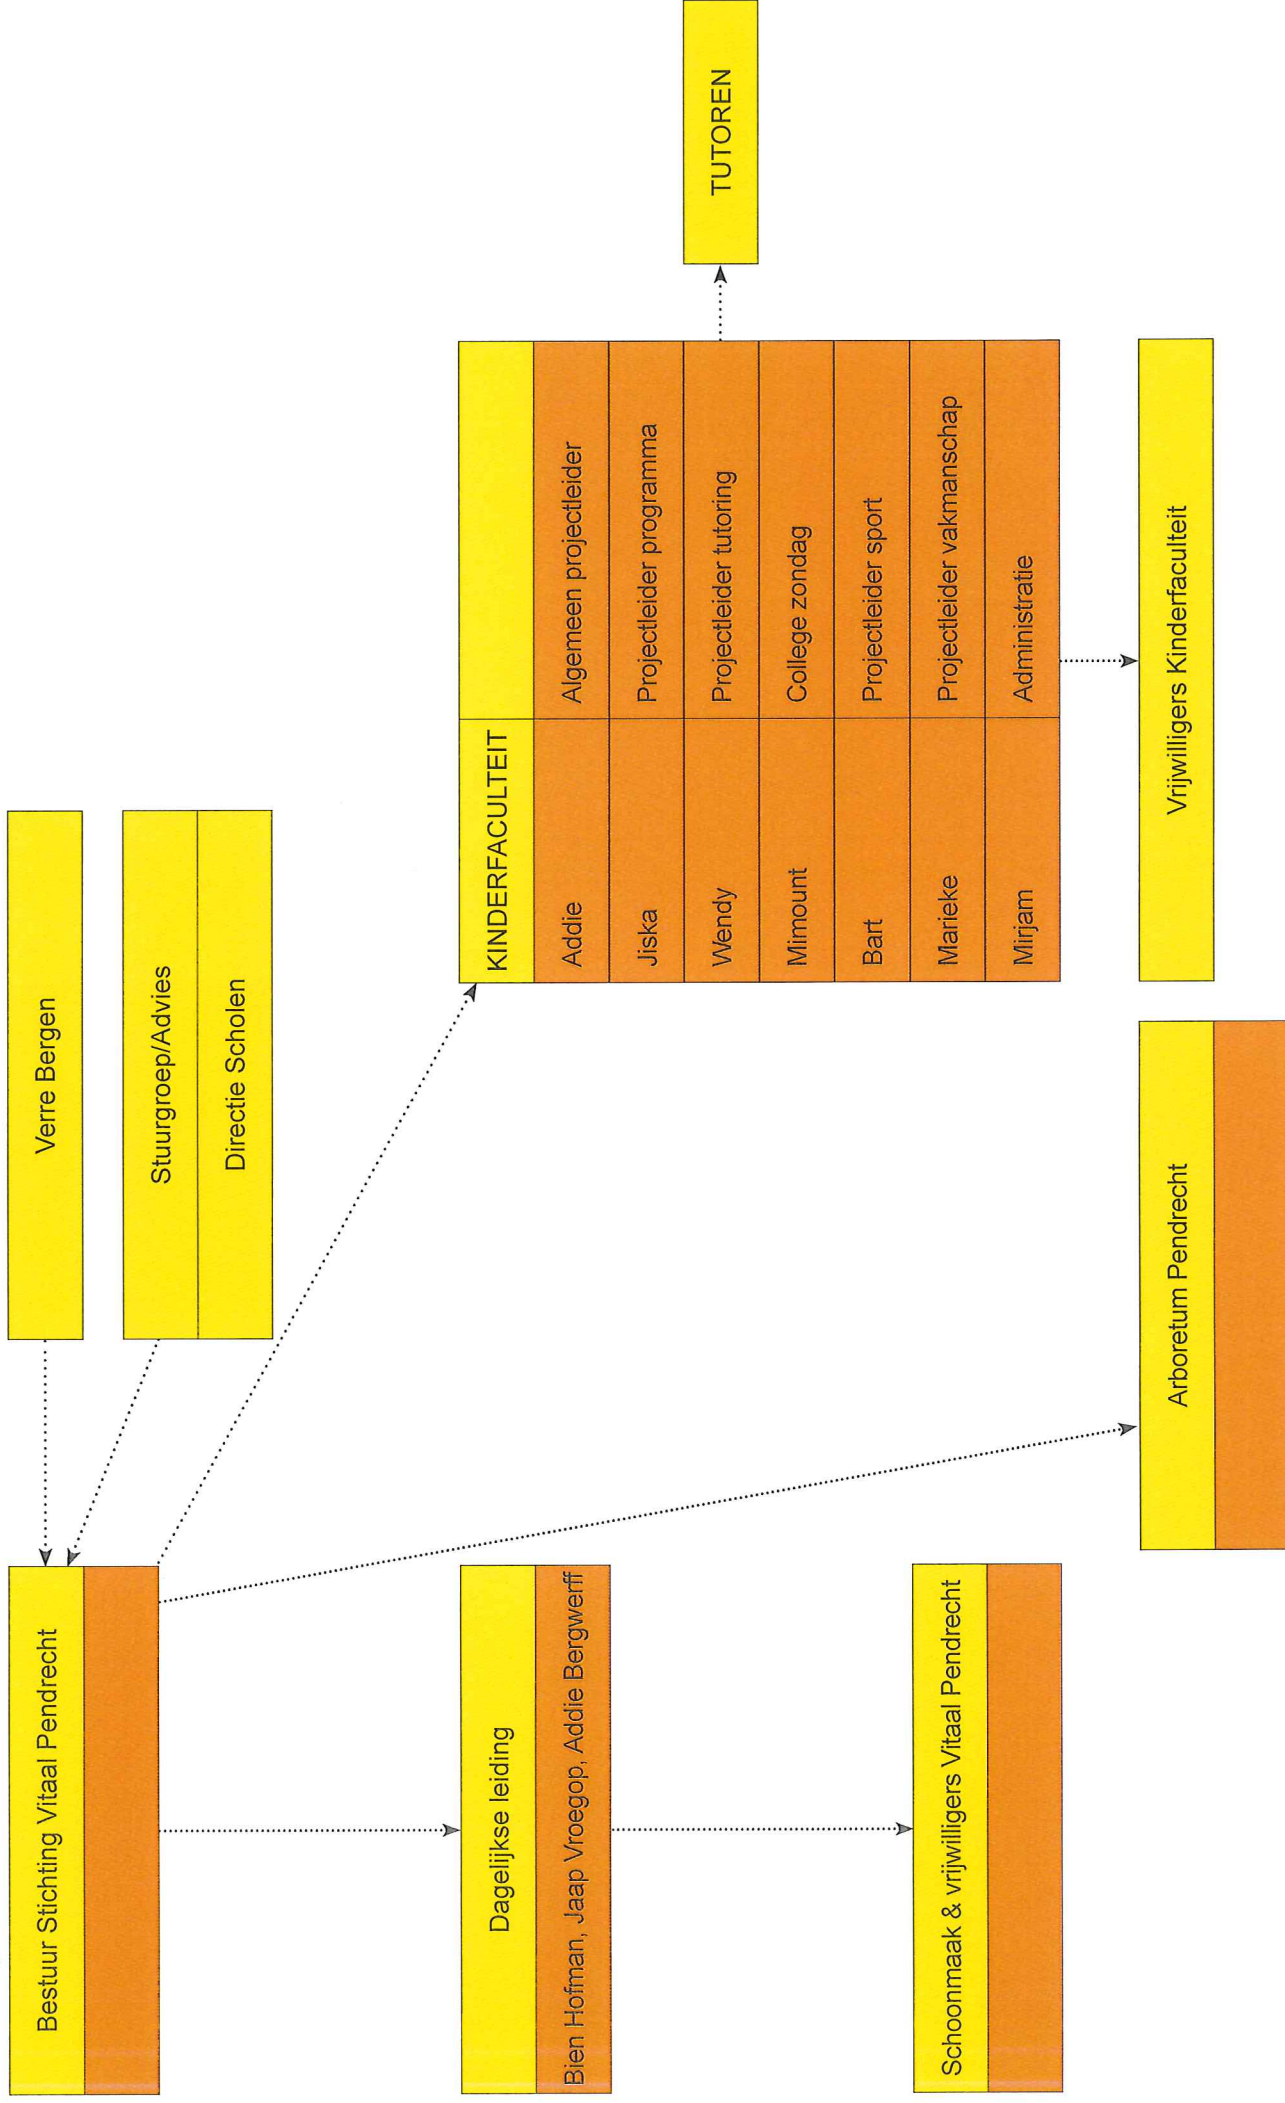 Bestuur Stichting Vitaal Pendrecht
Verre Bergen
Stuurgroep/Advies
Directie Scholen
Dagelijkse leiding
Bien Hofman, Jaap Vroegop, Addie Bergwerff
Schoonmaak & vrijwilligers Vitaal Pendrecht
KINDERFACULTEIT
Addie Algemeen projectleider
Jiska Projectleider programma
Wendy Projectleider tutoring
Mimount College zondag
Bart Projectleider sport
Marieke Projectleider vakmanschap
Mirjam Administratie
TUTOREN
Arboretum Pendrecht
Vrijwilligers Kinderfaculteit